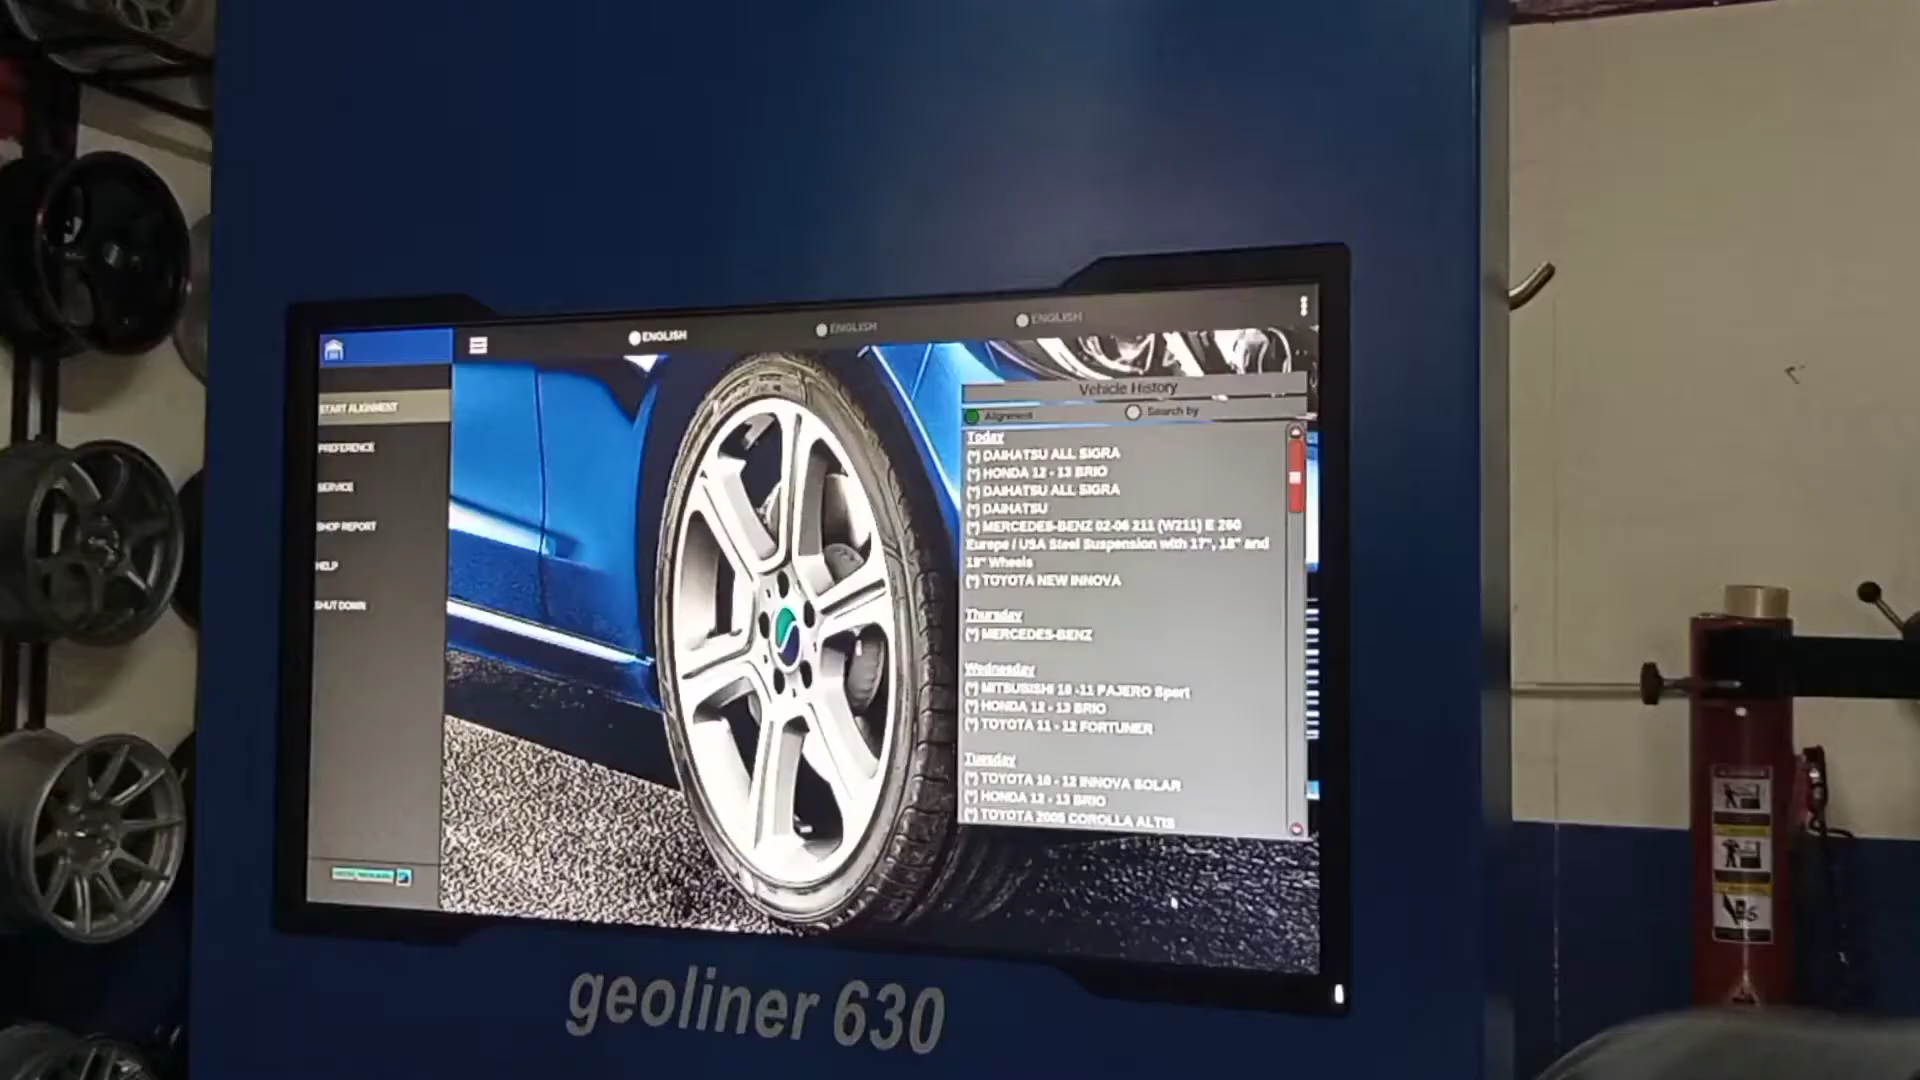 ENGLISH
ENGLISH
ENGLISH
START ALIGNMENT
PREFERENCE
SERVICE
SHOP REPORT
HELP
SHUT DOWN
Vehicle History
Alignment
Search by
Today
(*) DAIHATSU ALL SIGRA
(*) HONDA 12 - 13 BRIO
(*) DAIHATSU ALL SIGRA
(*) DAIHATSU
(*) MERCEDES-BENZ 02-06 211 (W211) E 260
Europe / USA Steel Suspension with 17", 18" and
19" Wheels
(*) TOYOTA NEW INNOVA
Thursday
(*) MERCEDES-BENZ
Wednesday
(*) MITSUBISHI 10 -11 PAJERO Sport
(*) HONDA 12 - 13 BRIO
(*) TOYOTA 11 - 12 FORTUNER
Tuesday
(*) TOYOTA 10 - 12 INNOVA SOLAR
(*) HONDA 12 - 13 BRIO
(*) TOYOTA 2005 COROLLA ALTIS
geoliner 630